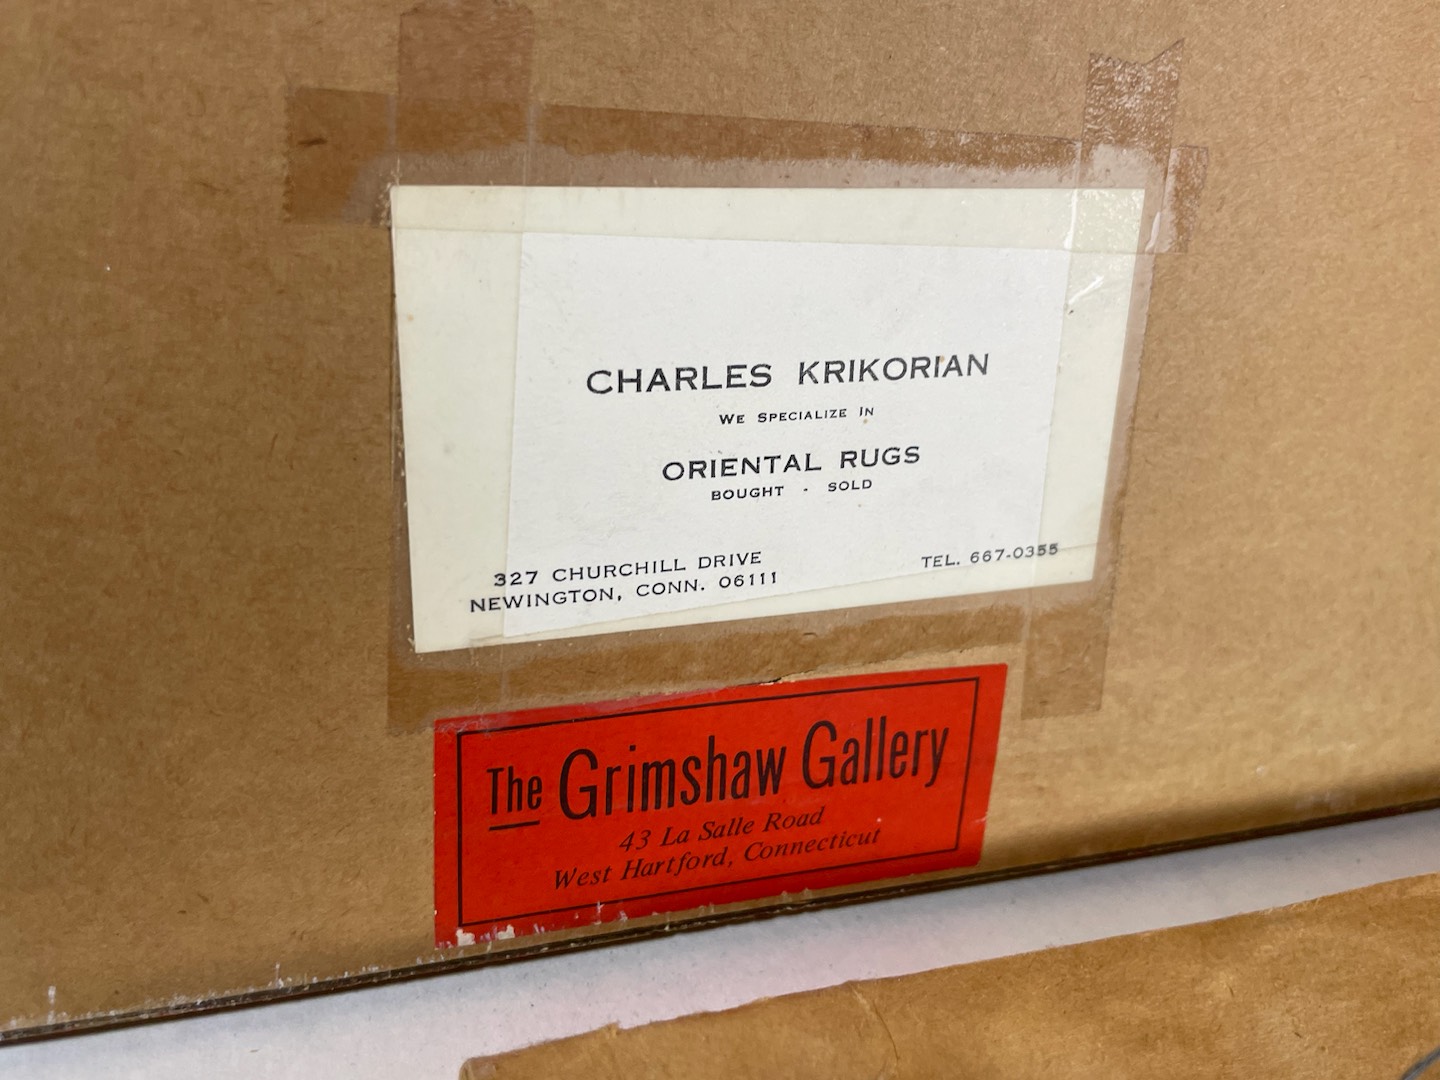 CHARLES KRIKORIAN
WE SPECIALIZE IN
ORIENTAL RUGS
BOUGHT · SOLD
327 CHURCHILL DRIVE
NEWINGTON, CONN. 06111
TEL. 667-0355
The Grimshaw Gallery
43 La Salle Road
West Hartford, Connecticut